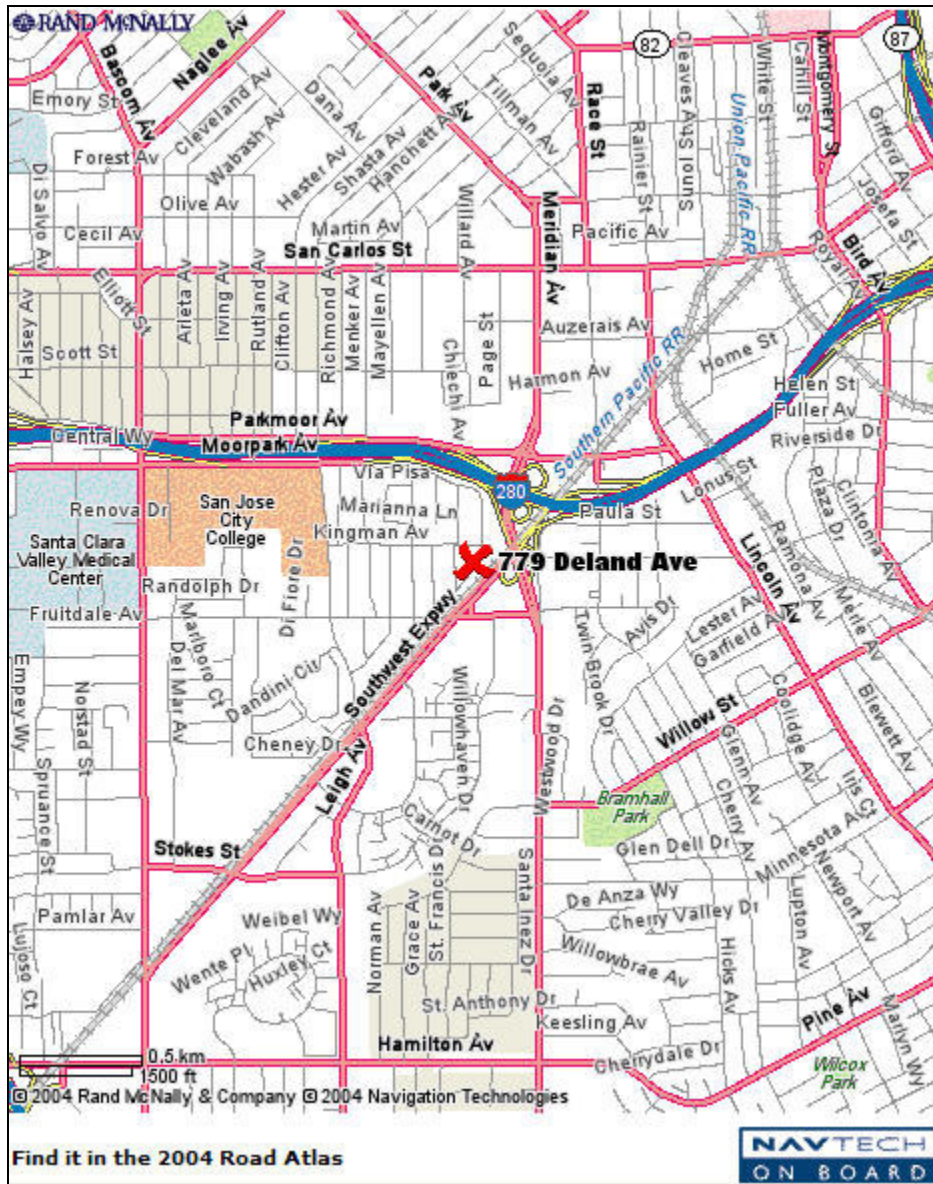 RAND McNALLY
Bascom Av
Naglee Av
Emory St
Cleveland Av
Wabash Av
Dana Av
Park Av
Sequoia Av
Tillman Av
Race St
82
Cleaves Av
White St
Cahill St
Montgomery St
87
Di Salvo Av
Forest Av
Hester Av
Shasta Av
Hanchett Av
Rainier St
Union Pacific RR
Gifford Av
Olive Av
Willard Av
Meridian Av
Josefa St
Cecil Av
Martin Av
Pacific Av
San Carlos St
Royal Av
Bird Av
Halsey Av
Elliott St
Arleta Av
Irving Av
Rutland Av
Clifton Av
Richmond Av
Menker Av
Mayellen Av
Chiechi Av
Page St
Auzerais Av
Scott St
Harmon Av
Southern Pacific RR
Home St
Helen St
Fuller Av
Parkmoor Av
Central Wy
Moorpark Av
Riverside Dr
Via Pisa
280
Lonus St
Plaza Dr
Clintonia Av
Renova Dr
San Jose
City
College
Marianna Ln
Kingman Av
Paula St
Santa Clara
Valley Medical
Center
Di Fiore Dr
779 Deland Ave
Lincoln Av
Ramona Av
Randolph Dr
Fruitdale Av
Southwest Expwy
Twin Brook Dr
Avis Dr
Lester Av
Garfield Av
Merle Av
Empey Wy
Norstad St
Marlboro Ct
Del Mar Av
Dandini Cir
Willowhaven Dr
Westwood Dr
Willow St
Coolidge Av
Blewett Av
Cheney Dr
Leigh Av
Glenn Av
Spruance St
Bramhall
Park
Cherry Av
Iris Ct
Carnot Dr
Minnesota Av
Stokes St
Glen Dell Dr
Newport Av
St. Francis Dr
Santa Inez Dr
De Anza Wy
Lupton Av
Pamlar Av
Weibel Wy
Norman Av
Grace Av
Cherry Valley Dr
Lujoso Ct
Wente Pl
Huxley Ct
Willowbrae Av
Hicks Av
St. Anthony Dr
Keesling Av
Pine Av
Marlyn Wy
Hamilton Av
Cherrydale Dr
Wilcox
Park
0.5 km
1500 ft
© 2004 Rand McNally & Company © 2004 Navigation Technologies
Find it in the 2004 Road Atlas
NAVTECH
ON BOARD